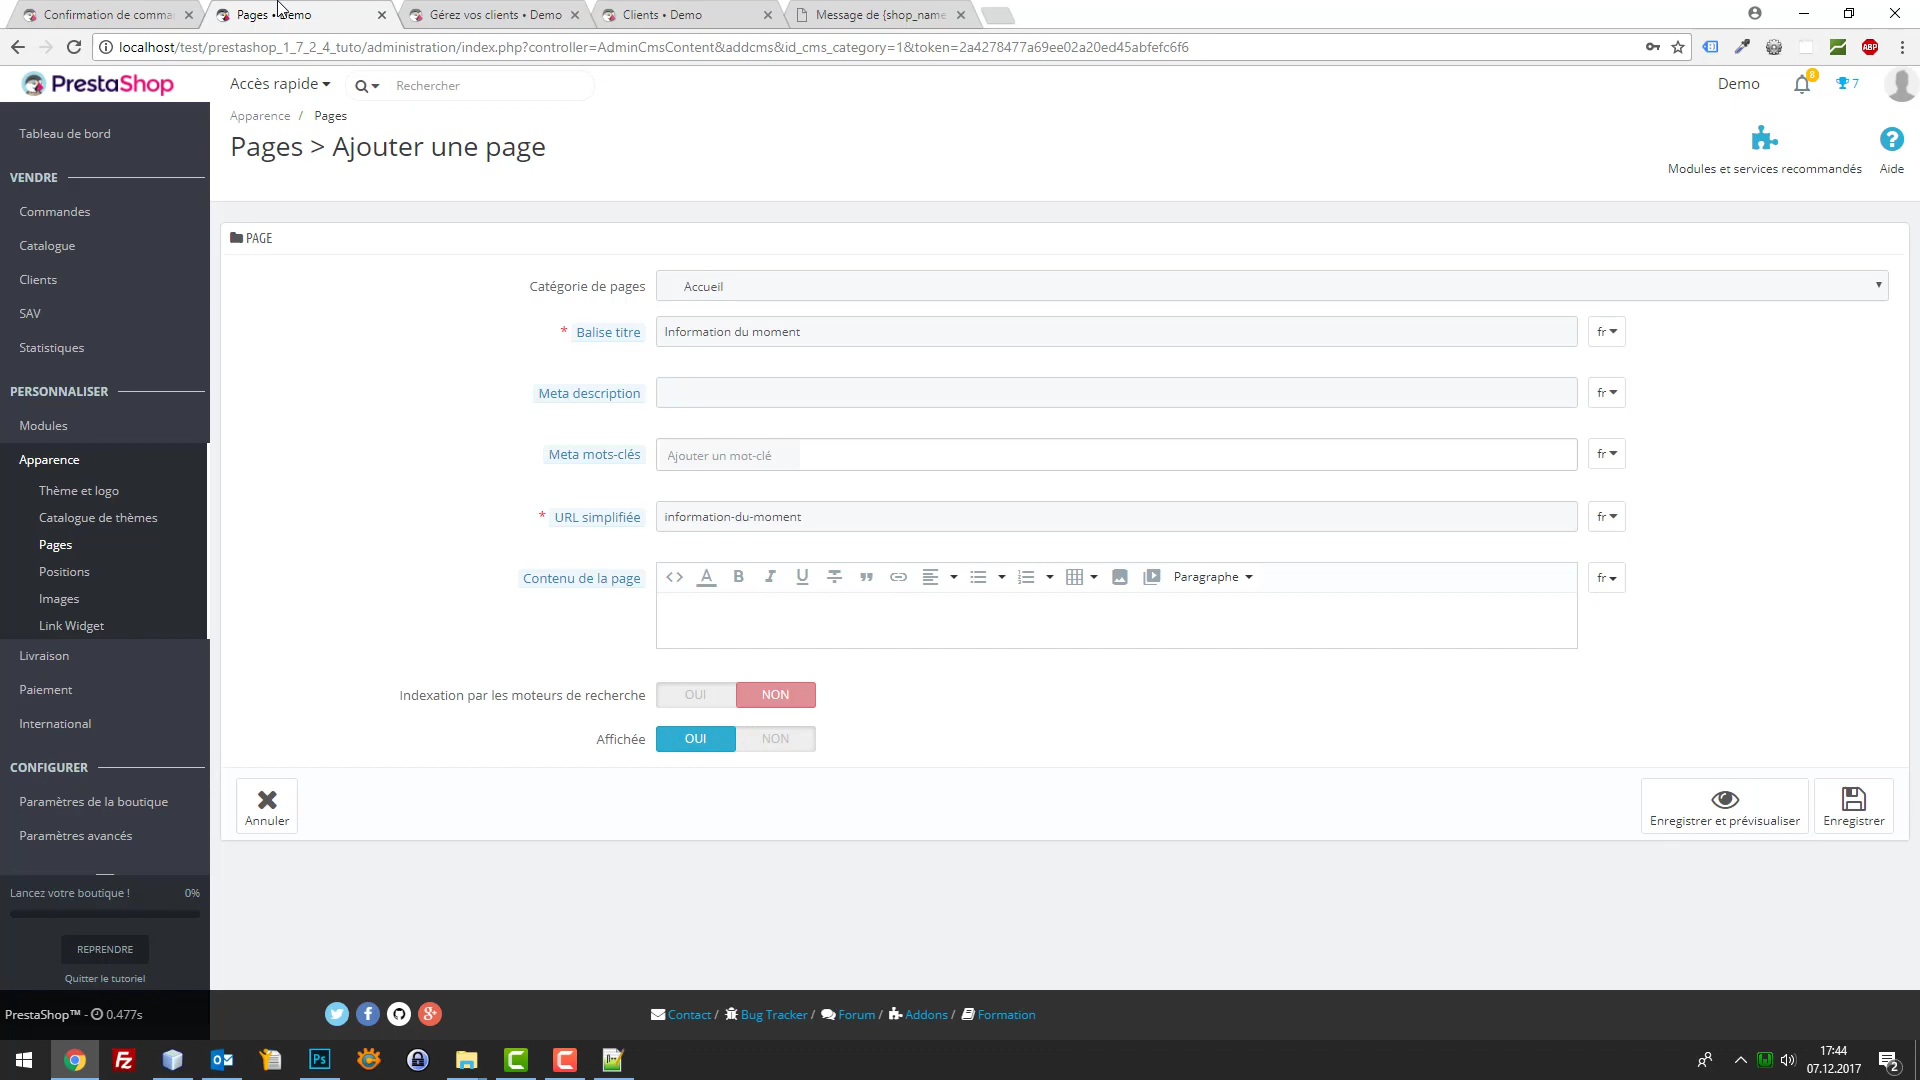 Confirmation de comma
Pages • Demo
Gérez vos clients • Demo
Clients • Demo
Message de {shop_name
localhost/test/prestashop_1_7_2_4_tuto/administration/index.php?controller=AdminCmsContent&addcms&id_cms_category=1&token=2a4278477a69ee02a20ed45abfefc6f6
ABP
PrestaShop
Accès rapide
Rechercher
Demo
8
7
Apparence / Pages
Pages > Ajouter une page
Modules et services recommandés
Aide
Tableau de bord
VENDRE
Commandes
Catalogue
Clients
SAV
Statistiques
PERSONNALISER
Modules
Apparence
Thème et logo
Catalogue de thèmes
Pages
Positions
Images
Link Widget
Livraison
Paiement
International
CONFIGURER
Paramètres de la boutique
Paramètres avancés
Lancez votre boutique ! 0%
REPRENDRE
Quitter le tutoriel
PrestaShop™ - 0.477s
PAGE
Catégorie de pages Accueil
* Balise titre Information du moment fr
Meta description fr
Meta mots-clés Ajouter un mot-clé fr
* URL simplifiée information-du-moment fr
Contenu de la page A B I U Paragraphe fr
Indexation par les moteurs de recherche OUI NON
Affichée OUI NON
Annuler
Enregistrer et prévisualiser
Enregistrer
Contact / Bug Tracker / Forum / Addons / Formation
17:44
07.12.2017
2